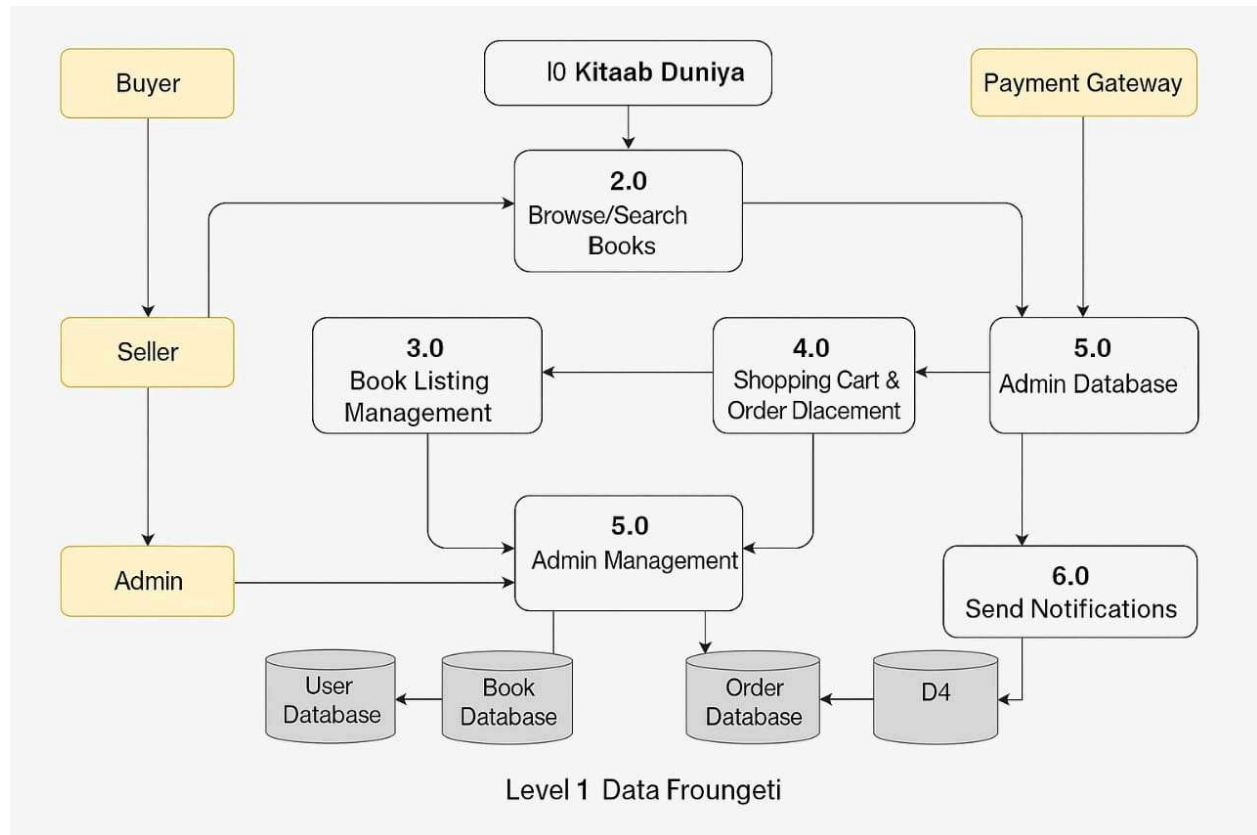 Buyer
I0 Kitaab Duniya
Payment Gateway
2.0
Browse/Search
Books
Seller
3.0
Book Listing
Management
4.0
Shopping Cart &
Order Dlacement
5.0
Admin Database
Admin
5.0
Admin Management
6.0
Send Notifications
User
Database
Book
Database
Order
Database
D4
Level 1 Data Froungeti